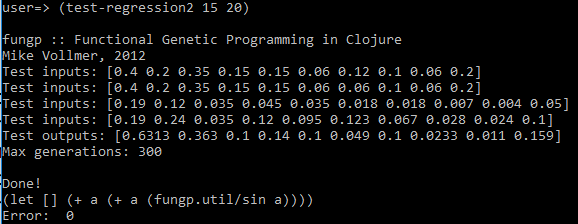 user=> (test-regression2 15 20)
fungp :: Functional Genetic Programming in Clojure
Mike Vollmer, 2012
Test inputs: [0.4 0.2 0.35 0.15 0.15 0.06 0.12 0.1 0.06 0.2]
Test inputs: [0.4 0.2 0.35 0.15 0.15 0.06 0.06 0.1 0.06 0.2]
Test inputs: [0.19 0.12 0.035 0.045 0.035 0.018 0.018 0.007 0.004 0.05]
Test inputs: [0.19 0.24 0.035 0.12 0.095 0.123 0.067 0.028 0.024 0.1]
Test outputs: [0.6313 0.363 0.1 0.14 0.1 0.049 0.1 0.0233 0.011 0.159]
Max generations: 300
Done!
(let [] (+ a (+ a (fungp.util/sin a))))
Error:  0